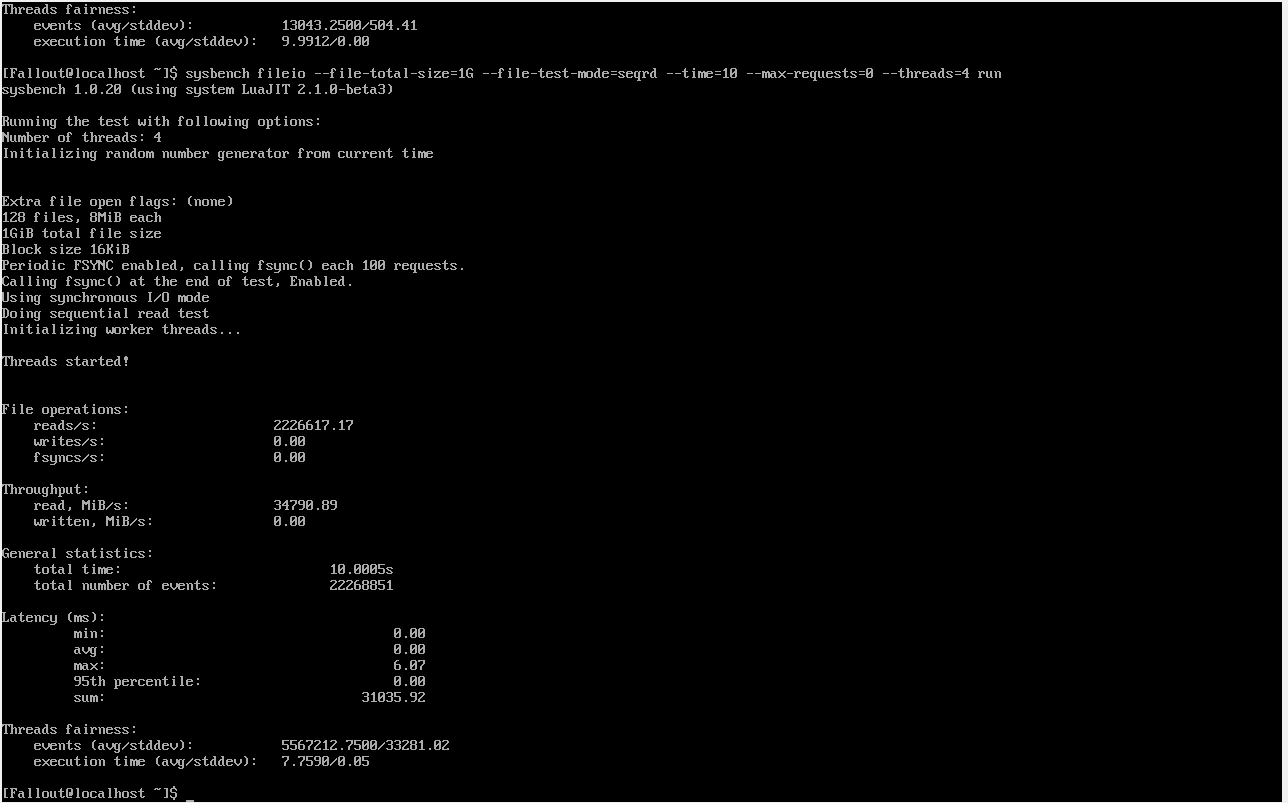 Threads fairness:
    events (avg/stddev):           13043.2500/504.41
    execution time (avg/stddev):   9.9912/0.00

[Fallout@localhost ~]$ sysbench fileio --file-total-size=1G --file-test-mode=seqrd --time=10 --max-requests=0 --threads=4 run
sysbench 1.0.20 (using system LuaJIT 2.1.0-beta3)

Running the test with following options:
Number of threads: 4
Initializing random number generator from current time


Extra file open flags: (none)
128 files, 8MiB each
1GiB total file size
Block size 16KiB
Periodic FSYNC enabled, calling fsync() each 100 requests.
Calling fsync() at the end of test, Enabled.
Using synchronous I/O mode
Doing sequential read test
Initializing worker threads...

Threads started!


File operations:
    reads/s:                      2226617.17
    writes/s:                     0.00
    fsyncs/s:                     0.00

Throughput:
    read, MiB/s:                  34790.89
    written, MiB/s:               0.00

General statistics:
    total time:                          10.0005s
    total number of events:              22268851

Latency (ms):
         min:                                    0.00
         avg:                                    0.00
         max:                                    6.07
         95th percentile:                        0.00
         sum:                                31035.92

Threads fairness:
    events (avg/stddev):           5567212.7500/33281.02
    execution time (avg/stddev):   7.7590/0.05

[Fallout@localhost ~]$ _